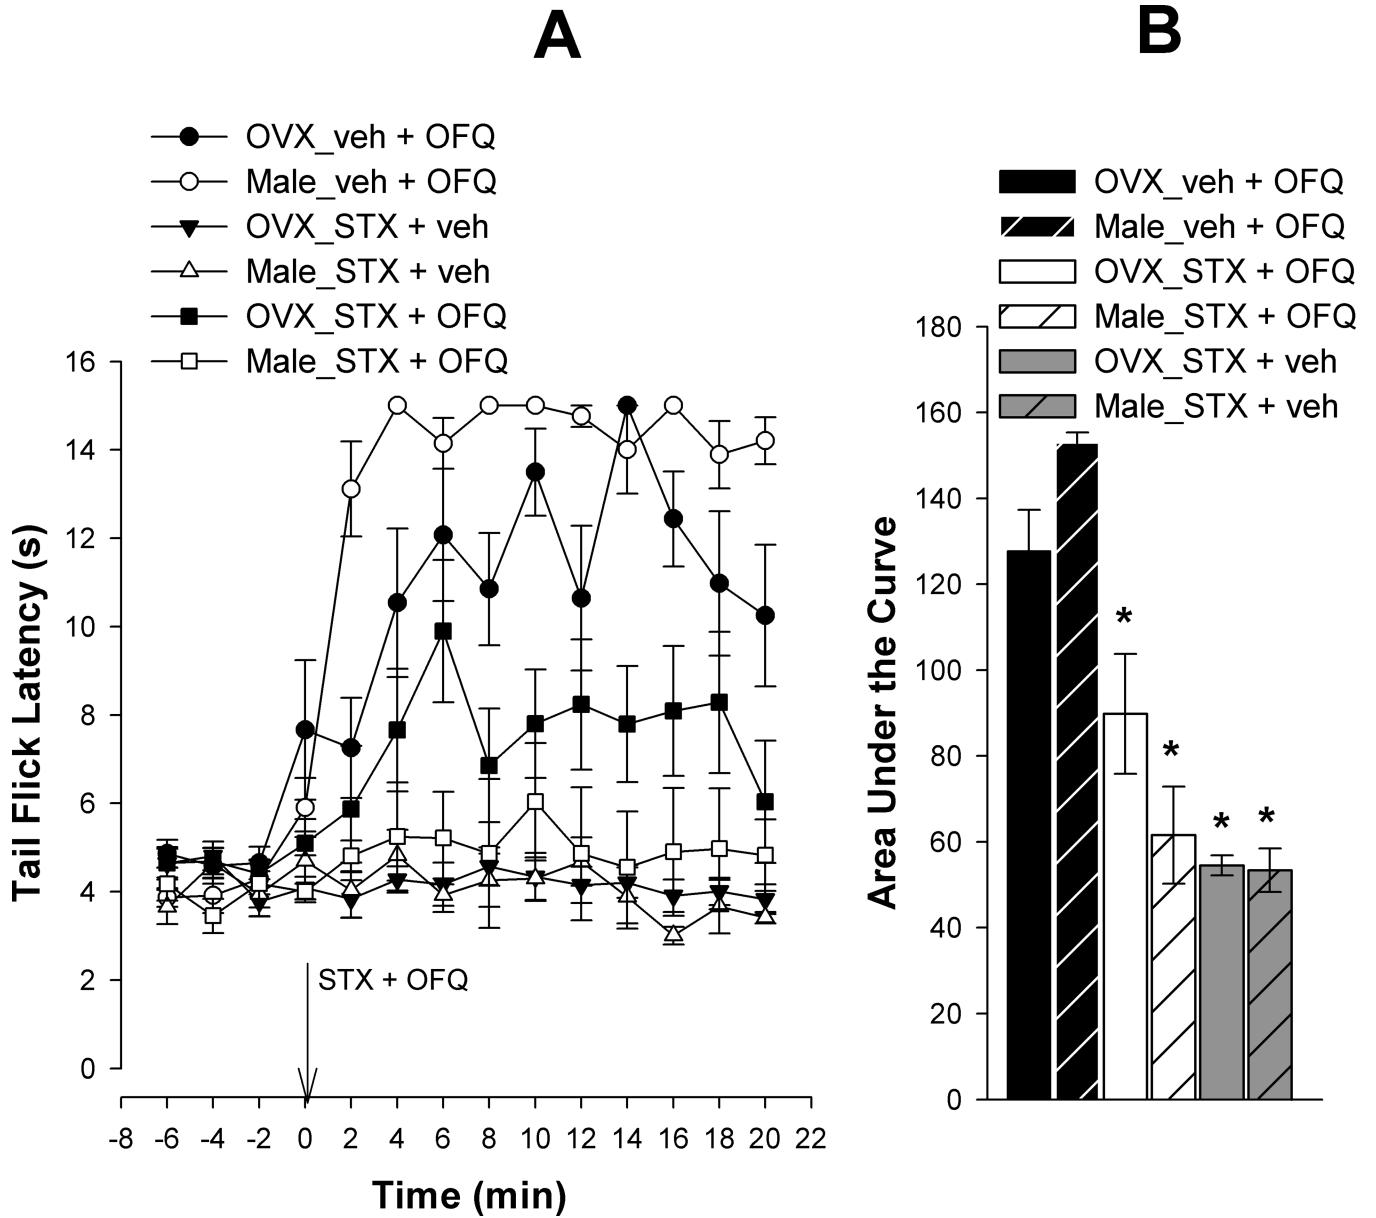 A
OVX_veh + OFQ
Male_veh + OFQ
OVX_STX + veh
Male_STX + veh
OVX_STX + OFQ
Male_STX + OFQ
16
14
12
10
8
6
4
2
0
Tail Flick Latency (s)
STX + OFQ
-8 -6 -4 -2 0 2 4 6 8 10 12 14 16 18 20 22
Time (min)
B
OVX_veh + OFQ
Male_veh + OFQ
OVX_STX + OFQ
Male_STX + OFQ
OVX_STX + veh
Male_STX + veh
180
160
140
120
100
80
60
40
20
0
Area Under the Curve
*
*
* *